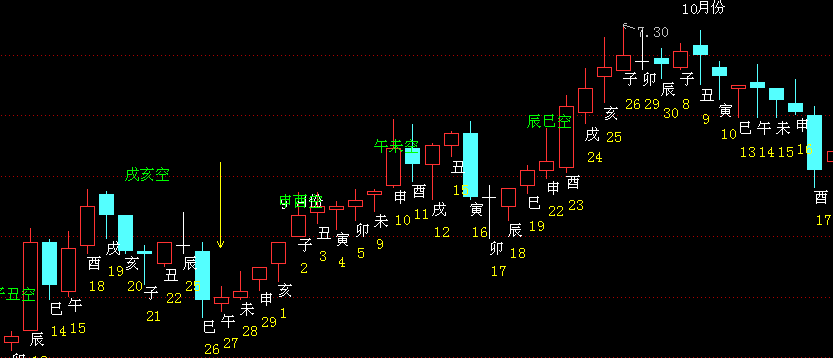 10月份
7.30
子 卯 辰 子
26 29 30 8
丑
9
寅
10
巳 午 未 申
13 14 15 16
酉
17
辰巳空
亥
25
戌
24
酉
23
申
22
巳
19
辰
18
卯
17
寅
16
午未空
丑
15
戌
12
酉
11
申
10
未
9
卯
5
寅
4
丑
3
子
2
亥
1
申
29
未
28
午
27
巳
26
戌亥空
辰
25
丑
22
子
21
亥
20
戌
19
酉
18
午
15
巳
14
丑空
辰